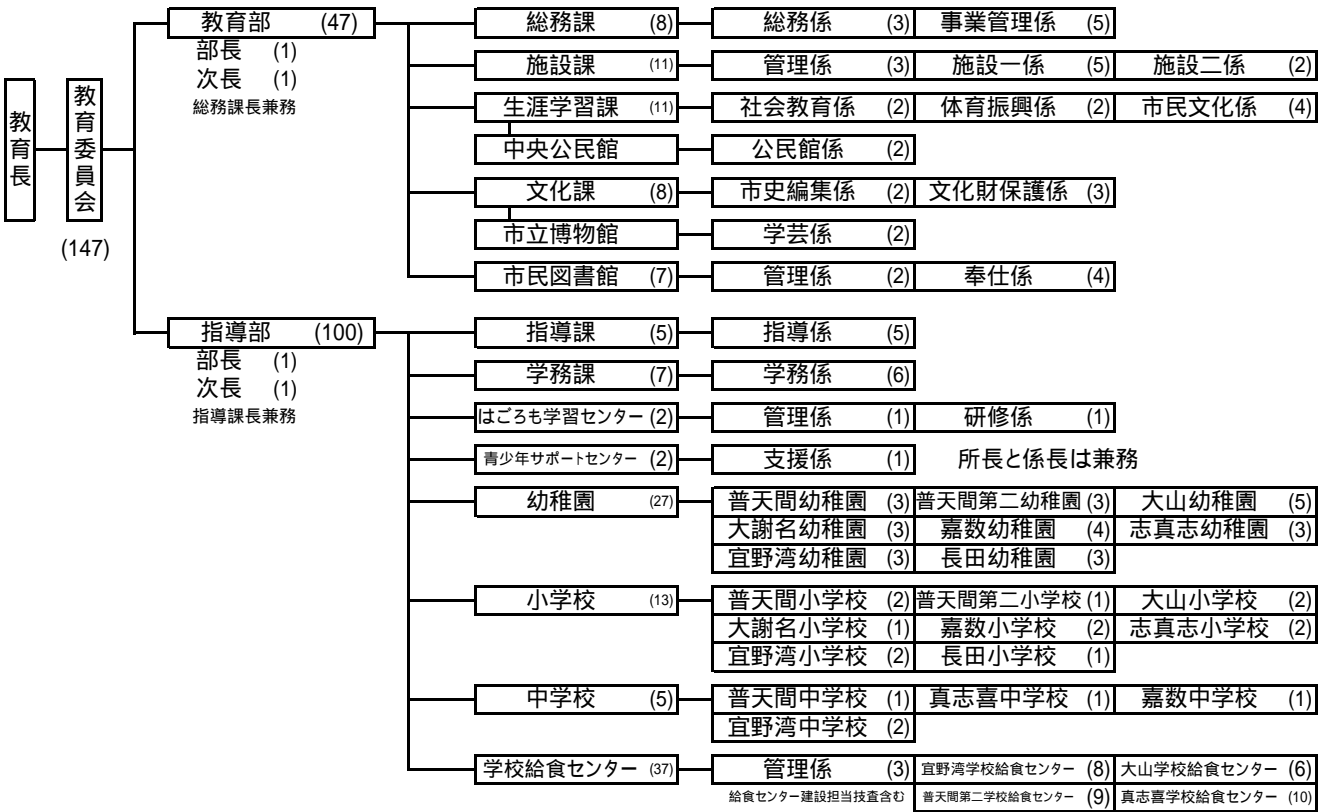 教育長
教育委員会
(147)
教育部 (47)
部長 (1)
次長 (1)
総務課長兼務
総務課 (8) 総務係 (3) 事業管理係 (5)
施設課 (11) 管理係 (3) 施設一係 (5) 施設二係 (2)
生涯学習課 (11) 社会教育係 (2) 体育振興係 (2) 市民文化係 (4)
中央公民館 公民館係 (2)
文化課 (8) 市史編集係 (2) 文化財保護係 (3)
市立博物館 学芸係 (2)
市民図書館 (7) 管理係 (2) 奉仕係 (4)
指導部 (100)
部長 (1)
次長 (1)
指導課長兼務
指導課 (5) 指導係 (5)
学務課 (7) 学務係 (6)
はごろも学習センター (2) 管理係 (1) 研修係 (1)
青少年サポートセンター (2) 支援係 (1) 所長と係長は兼務
幼稚園 (27) 普天間幼稚園 (3) 普天間第二幼稚園 (3) 大山幼稚園 (5)
大謝名幼稚園 (3) 嘉数幼稚園 (4) 志真志幼稚園 (3)
宜野湾幼稚園 (3) 長田幼稚園 (3)
小学校 (13) 普天間小学校 (2) 普天間第二小学校 (1) 大山小学校 (2)
大謝名小学校 (1) 嘉数小学校 (2) 志真志小学校 (2)
宜野湾小学校 (2) 長田小学校 (1)
中学校 (5) 普天間中学校 (1) 真志喜中学校 (1) 嘉数中学校 (1)
宜野湾中学校 (2)
学校給食センター (37) 管理係 (3) 宜野湾学校給食センター (8) 大山学校給食センター (6)
給食センター建設担当技査含む 普天間第二学校給食センター (9) 真志喜学校給食センター (10)